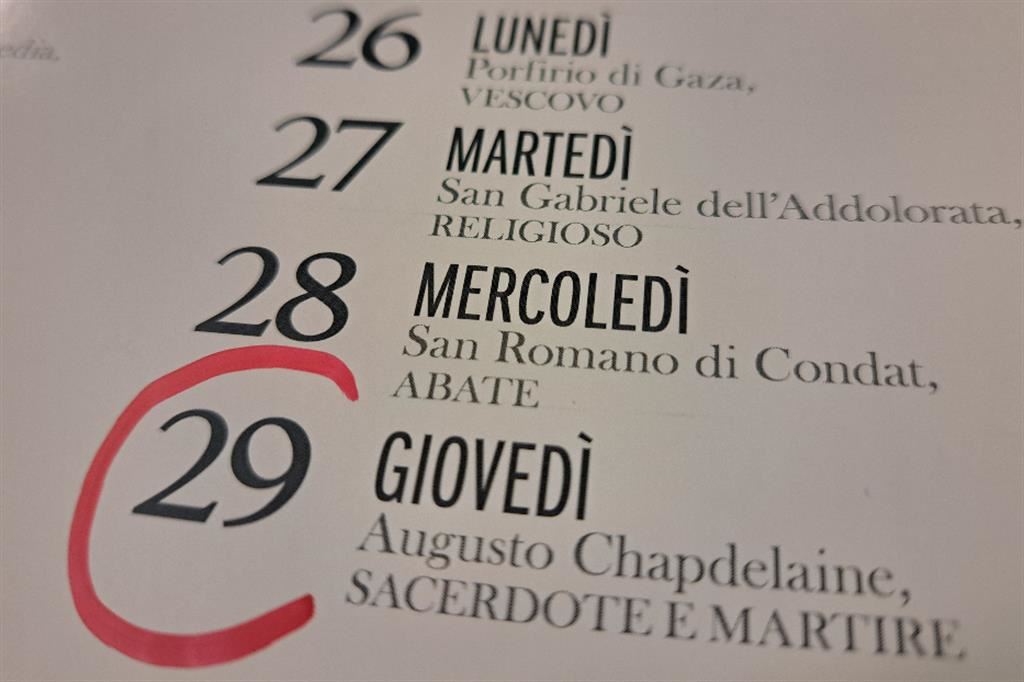 edia.
26 LUNEDÌ
Porfirio di Gaza,
VESCOVO
27 MARTEDÌ
San Gabriele dell'Addolorata,
RELIGIOSO
28 MERCOLEDÌ
San Romano di Condat,
ABATE
29 GIOVEDÌ
Augusto Chapdelaine,
SACERDOTE E MARTIRE